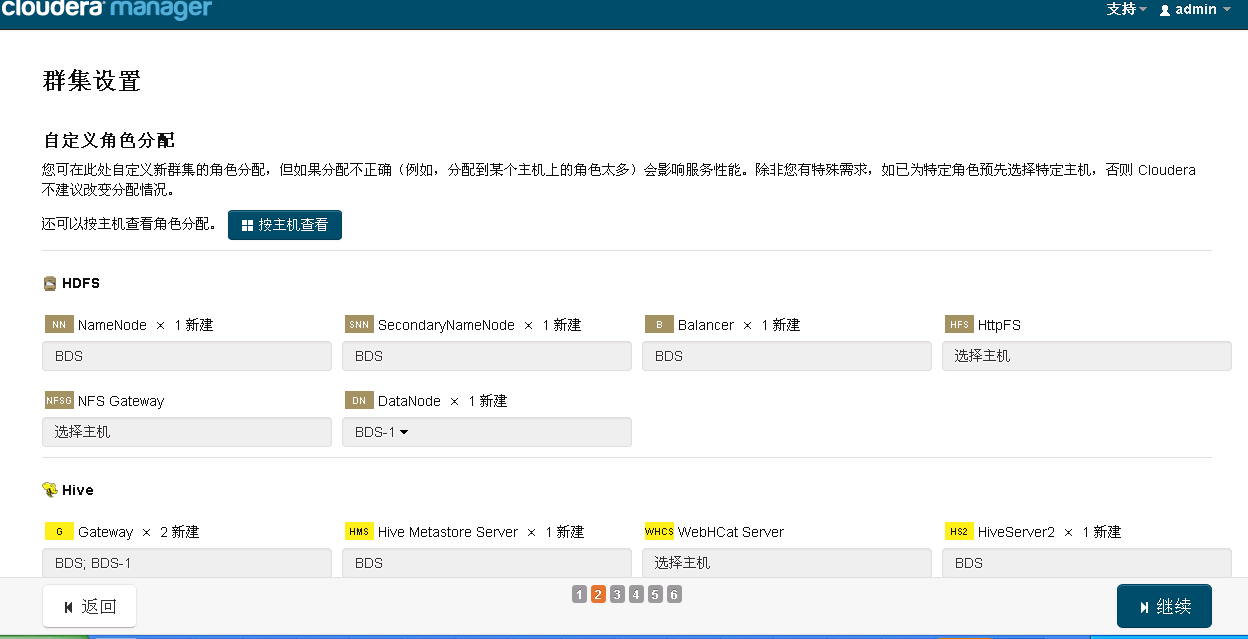 cloudera manager 支持 admin
群集设置
自定义角色分配
您可在此处自定义新群集的角色分配，但如果分配不正确（例如，分配到某个主机上的角色太多）会影响服务性能。除非您有特殊需求，如已为特定角色预先选择特定主机，否则 Cloudera
不建议改变分配情况。
还可以按主机查看角色分配。 按主机查看
HDFS
NN NameNode × 1 新建 SNN SecondaryNameNode × 1 新建 B Balancer × 1 新建 HFS HttpFS
BDS BDS BDS 选择主机
NFSG NFS Gateway DN DataNode × 1 新建
选择主机 BDS-1
Hive
G Gateway × 2 新建 HMS Hive Metastore Server × 1 新建 WHCS WebHCat Server HS2 HiveServer2 × 1 新建
BDS; BDS-1 BDS 选择主机 BDS
返回 1 2 3 4 5 6 继续